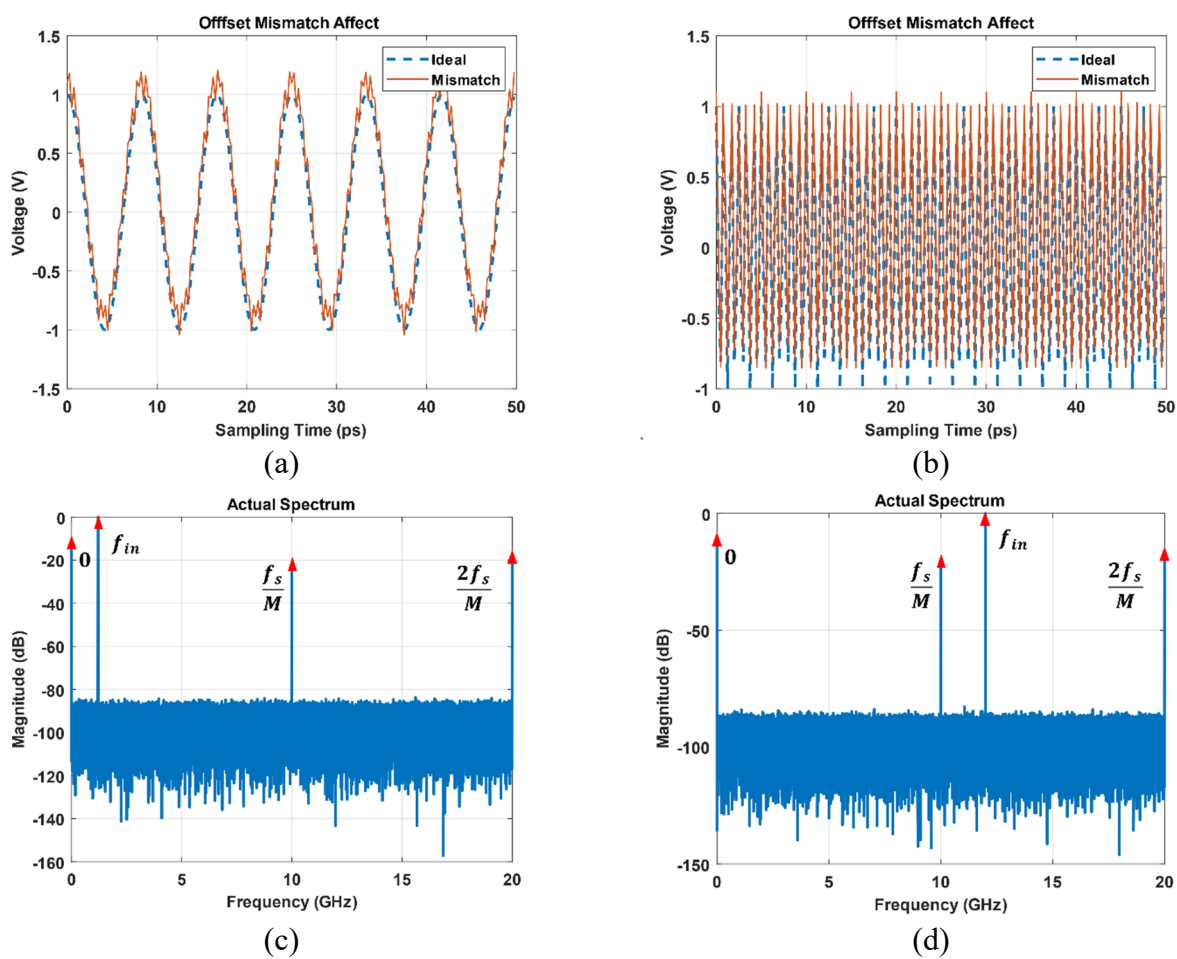 Offfset Mismatch Affect
1.5
1
0.5
0
-0.5
-1
-1.5
Voltage (V)
Ideal
Mismatch
0 10 20 30 40 50
Sampling Time (ps)
(a)
Offfset Mismatch Affect
1.5
1
0.5
0
-0.5
-1
Voltage (V)
Ideal
Mismatch
0 10 20 30 40 50
Sampling Time (ps)
(b)
Actual Spectrum
0
-20
-40
-60
-80
-100
-120
-140
-160
Magnitude (dB)
0
f_in
f_s/M
2f_s/M
0 5 10 15 20
Frequency (GHz)
(c)
Actual Spectrum
0
-50
-100
-150
Magnitude (dB)
0
f_s/M
f_in
2f_s/M
0 5 10 15 20
Frequency (GHz)
(d)